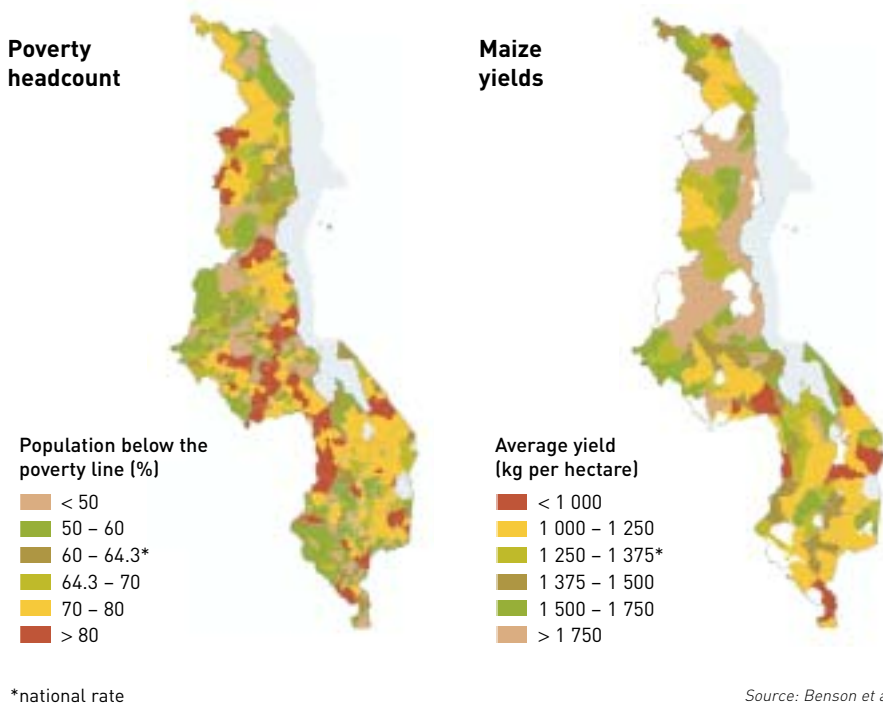 Poverty
headcount
Maize
yields
Population below the
poverty line (%)
< 50
50 – 60
60 – 64.3*
64.3 – 70
70 – 80
> 80
Average yield
(kg per hectare)
< 1 000
1 000 – 1 250
1 250 – 1 375*
1 375 – 1 500
1 500 – 1 750
> 1 750
*national rate
Source: Benson et a